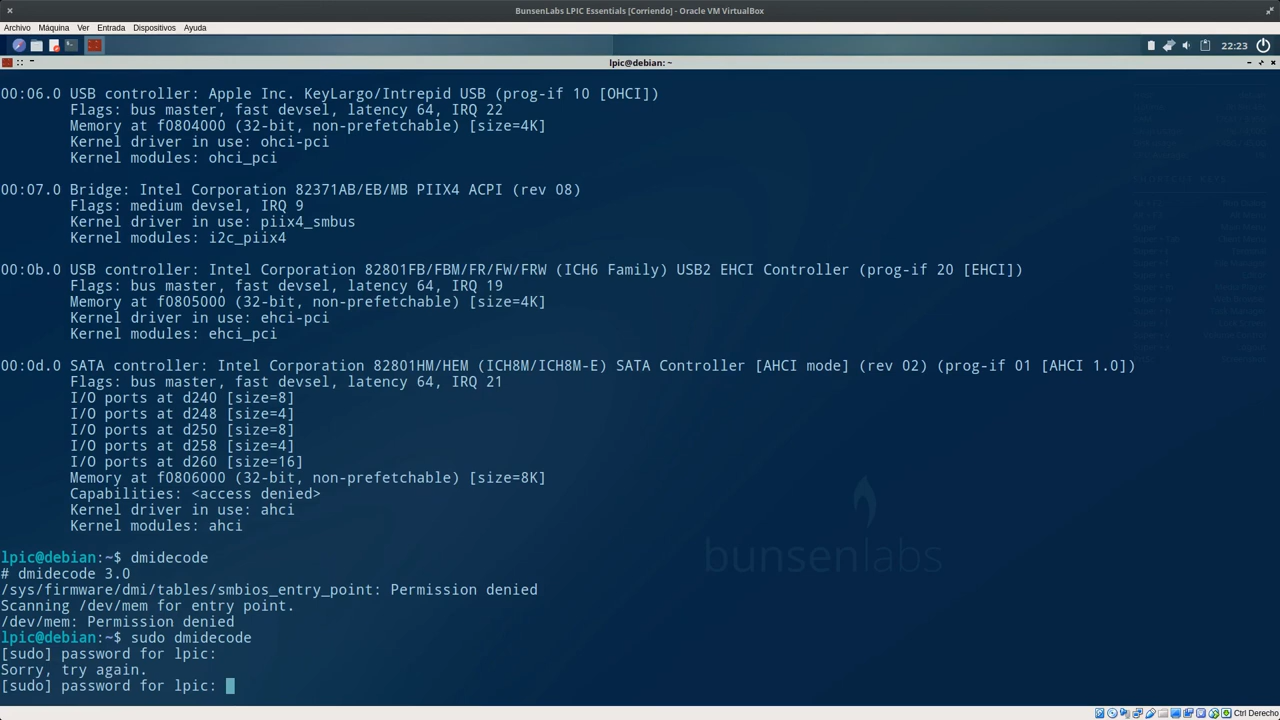 BunsenLabs LPIC Essentials [Corriendo] - Oracle VM VirtualBox
Archivo Máquina Ver Entrada Dispositivos Ayuda
22:23
lpic@debian: ~
00:06.0 USB controller: Apple Inc. KeyLargo/Intrepid USB (prog-if 10 [OHCI])
Flags: bus master, fast devsel, latency 64, IRQ 22
Memory at f0804000 (32-bit, non-prefetchable) [size=4K]
Kernel driver in use: ohci-pci
Kernel modules: ohci_pci
00:07.0 Bridge: Intel Corporation 82371AB/EB/MB PIIX4 ACPI (rev 08)
Flags: medium devsel, IRQ 9
Kernel driver in use: piix4_smbus
Kernel modules: i2c_piix4
00:0b.0 USB controller: Intel Corporation 82801FB/FBM/FR/FW/FRW (ICH6 Family) USB2 EHCI Controller (prog-if 20 [EHCI])
Flags: bus master, fast devsel, latency 64, IRQ 19
Memory at f0805000 (32-bit, non-prefetchable) [size=4K]
Kernel driver in use: ehci-pci
Kernel modules: ehci_pci
00:0d.0 SATA controller: Intel Corporation 82801HM/HEM (ICH8M/ICH8M-E) SATA Controller [AHCI mode] (rev 02) (prog-if 01 [AHCI 1.0])
Flags: bus master, fast devsel, latency 64, IRQ 21
I/O ports at d240 [size=8]
I/O ports at d248 [size=4]
I/O ports at d250 [size=8]
I/O ports at d258 [size=4]
I/O ports at d260 [size=16]
Memory at f0806000 (32-bit, non-prefetchable) [size=8K]
Capabilities: <access denied>
Kernel driver in use: ahci
Kernel modules: ahci
lpic@debian:~$ dmidecode
# dmidecode 3.0
/sys/firmware/dmi/tables/smbios_entry_point: Permission denied
Scanning /dev/mem for entry point.
/dev/mem: Permission denied
lpic@debian:~$ sudo dmidecode
[sudo] password for lpic:
Sorry, try again.
[sudo] password for lpic:
bunsenlabs
Ctrl Derecho